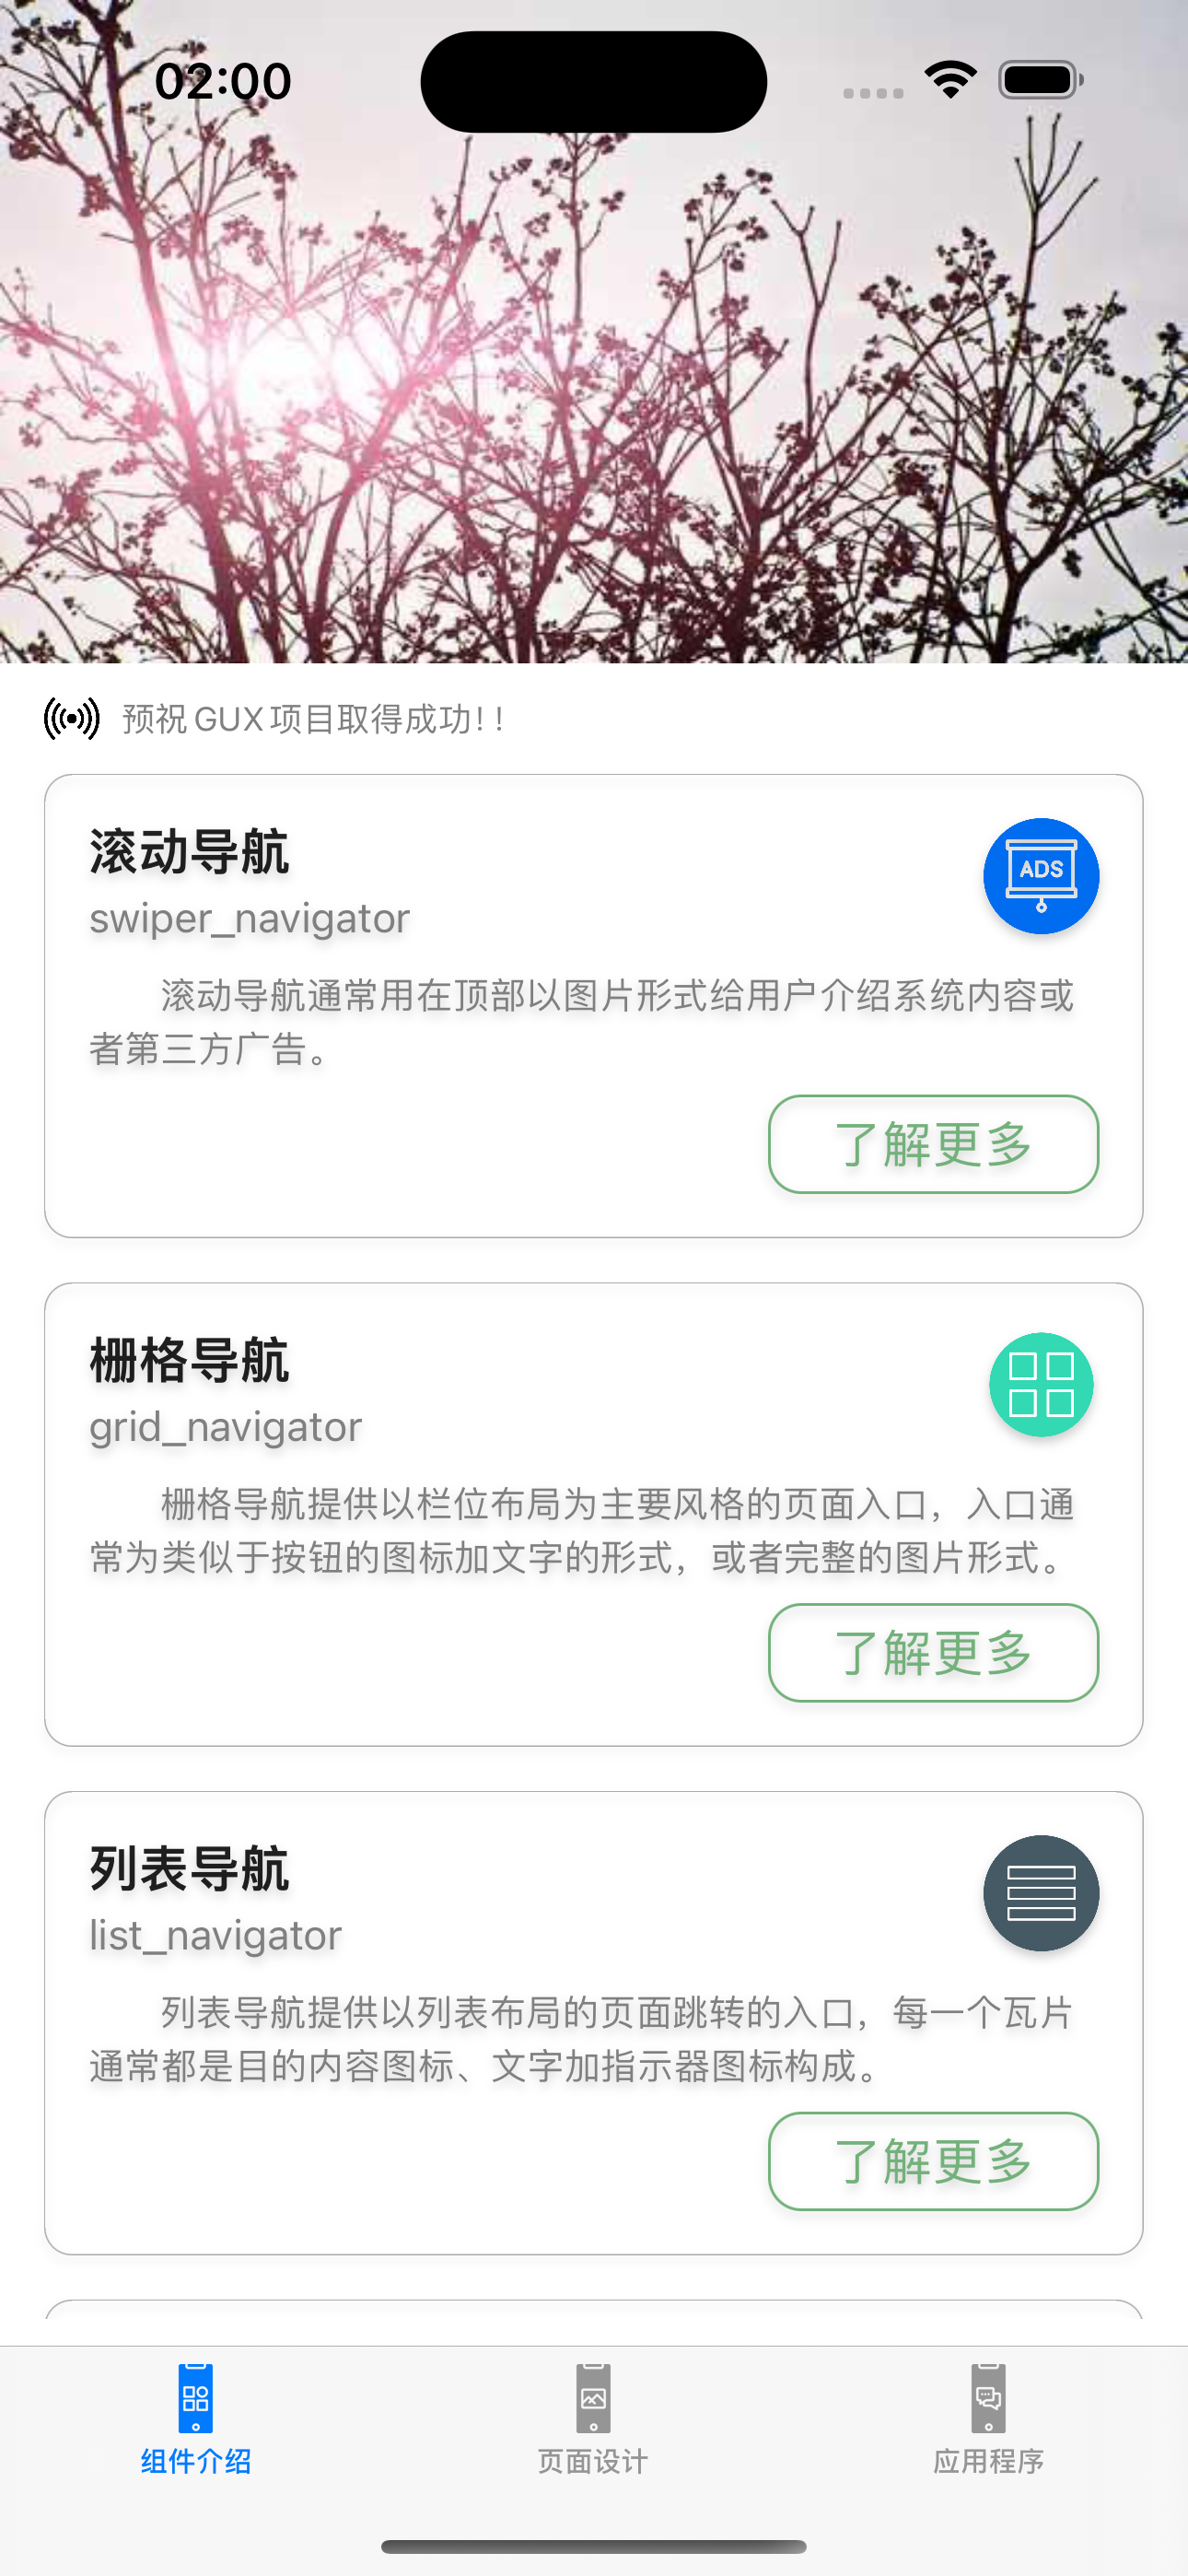 02:00
预祝GUX项目取得成功！！
滚动导航
ADS
swiper_navigator
滚动导航通常用在顶部以图片形式给用户介绍系统内容或
者第三方广告。
了解更多
栅格导航
grid_navigator
栅格导航提供以栏位布局为主要风格的页面入口，入口通
常为类似于按钮的图标加文字的形式，或者完整的图片形式。
了解更多
列表导航
list_navigator
列表导航提供以列表布局的页面跳转的入口，每一个瓦片
通常都是目的内容图标、文字加指示器图标构成。
了解更多
组件介绍
页面设计
应用程序